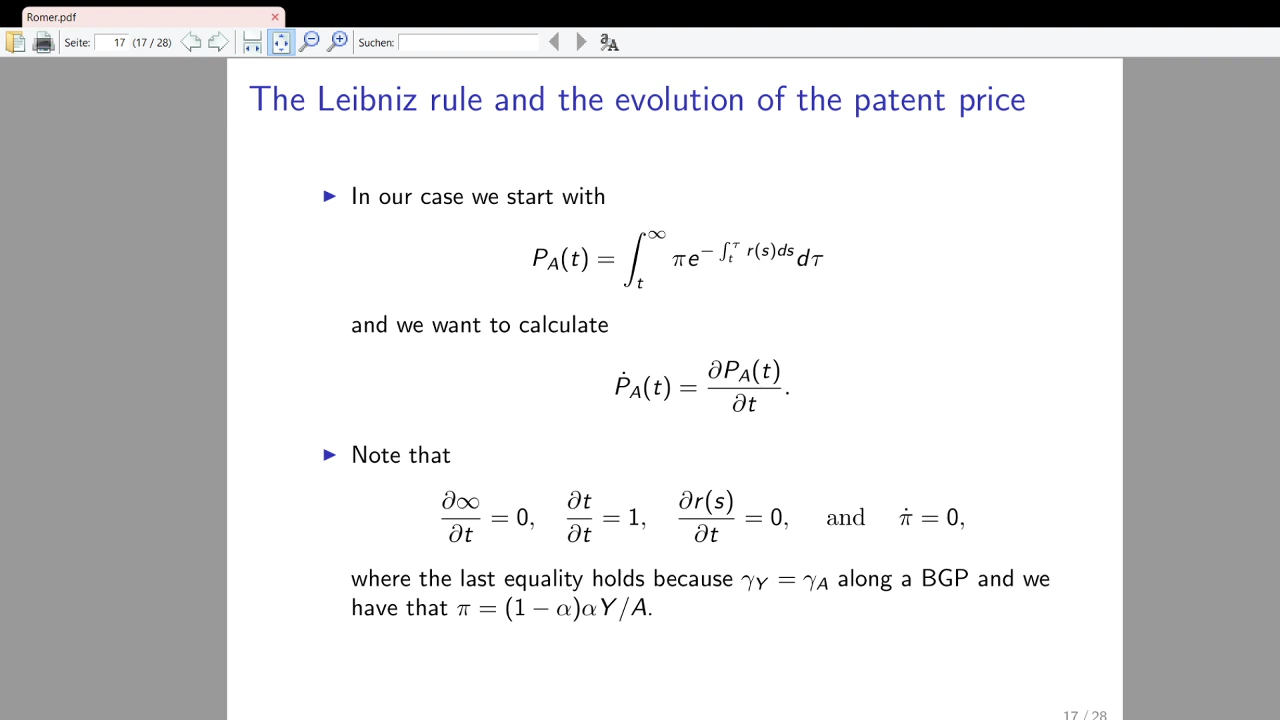 Romer.pdf ×
Seite: 17 (17 / 28) Suchen:
The Leibniz rule and the evolution of the patent price
▶ In our case we start with
P_A(t) = ∫_t^∞ πe^{−∫_t^τ r(s)ds}dτ
and we want to calculate
Ṗ_A(t) = ∂P_A(t)/∂t.
▶ Note that
∂∞/∂t = 0, ∂t/∂t = 1, ∂r(s)/∂t = 0, and π̇ = 0,
where the last equality holds because γ_Y = γ_A along a BGP and we
have that π = (1 − α)αY/A.
17 / 28